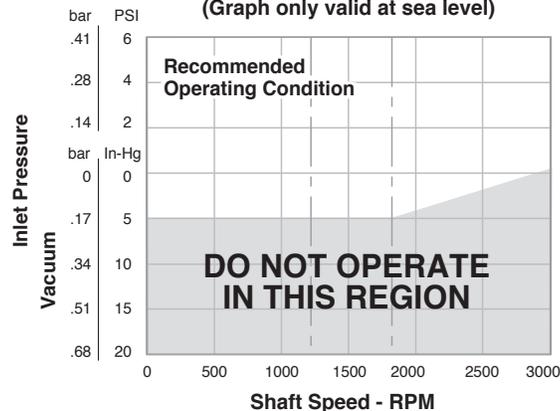 (Graph only valid at sea level)
bar PSI
.41 6
Recommended
.28 4
Operating Condition
.14 2
bar In-Hg
0 0
.17 5
.34 10
DO NOT OPERATE
IN THIS REGION
.51 15
.68 20
Inlet Pressure
Vacuum
0 500 1000 1500 2000 2500 3000
Shaft Speed - RPM